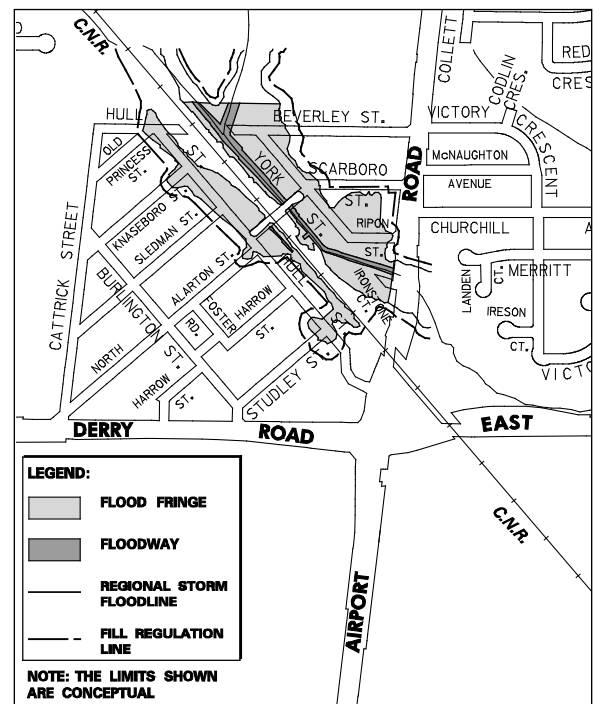 C.N.R.
COLLETT
CODLIN
CRES.
RED
CRES
HULL
ST.
BEVERLEY ST.
VICTORY
CRESCENT
OLD
PRINCESS
ST.
YORK
ST.
SCARBORO
ST.
ROAD
McNAUGHTON
AVENUE
KNASEBORO ST.
SLEDMAN ST.
RIPON
ST.
CHURCHILL
A
CATTRICK STREET
BURLINGTON
ST.
ALARTON ST.
HULL
ST.
IRONSTONE
CT.
LANDEN
CT.
MERRITT
IRESON
CT.
VICTO
FOSTER
RD.
HARROW
ST.
NORTH
HARROW
ST.
STUDLEY S
DERRY
ROAD
EAST
C.N.R.
AIRPORT
LEGEND:
FLOOD FRINGE
FLOODWAY
REGIONAL STORM
FLOODLINE
FILL REGULATION
LINE
NOTE: THE LIMITS SHOWN
ARE CONCEPTUAL